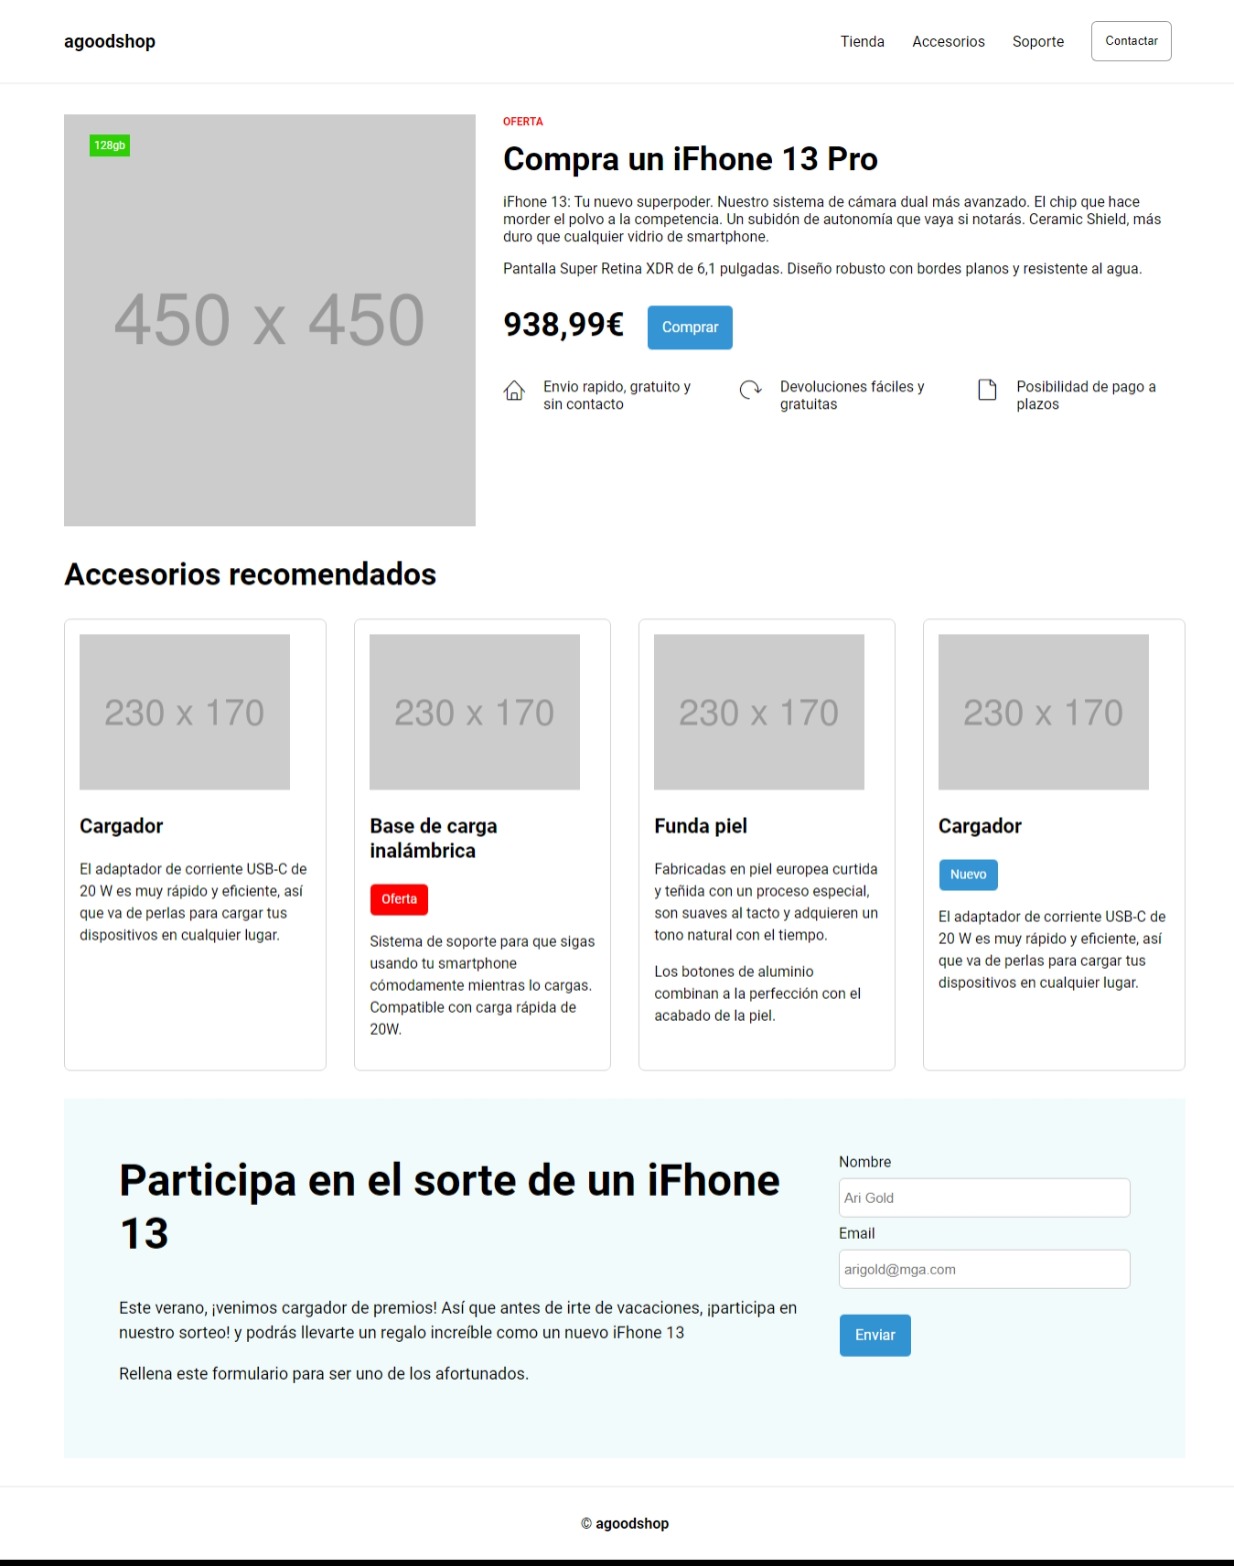 agoodshop
Tienda
Accesorios
Soporte
Contactar
128gb
450 x 450
OFERTA
Compra un iFhone 13 Pro
iFhone 13: Tu nuevo superpoder. Nuestro sistema de cámara dual más avanzado. El chip que hace
morder el polvo a la competencia. Un subidón de autonomía que vaya si notarás. Ceramic Shield, más
duro que cualquier vidrio de smartphone.
Pantalla Super Retina XDR de 6,1 pulgadas. Diseño robusto con bordes planos y resistente al agua.
938,99€
Comprar
Envio rapido, gratuito y
sin contacto
Devoluciones fáciles y
gratuitas
Posibilidad de pago a
plazos
Accesorios recomendados
230 x 170
Cargador
El adaptador de corriente USB-C de
20 W es muy rápido y eficiente, así
que va de perlas para cargar tus
dispositivos en cualquier lugar.
230 x 170
Base de carga
inalámbrica
Oferta
Sistema de soporte para que sigas
usando tu smartphone
cómodamente mientras lo cargas.
Compatible con carga rápida de
20W.
230 x 170
Funda piel
Fabricadas en piel europea curtida
y teñida con un proceso especial,
son suaves al tacto y adquieren un
tono natural con el tiempo.
Los botones de aluminio
combinan a la perfección con el
acabado de la piel.
230 x 170
Cargador
Nuevo
El adaptador de corriente USB-C de
20 W es muy rápido y eficiente, así
que va de perlas para cargar tus
dispositivos en cualquier lugar.
Participa en el sorte de un iFhone
13
Este verano, ¡venimos cargador de premios! Así que antes de irte de vacaciones, ¡participa en
nuestro sorteo! y podrás llevarte un regalo increíble como un nuevo iFhone 13
Rellena este formulario para ser uno de los afortunados.
Nombre
Ari Gold
Email
arigold@mga.com
Enviar
© agoodshop